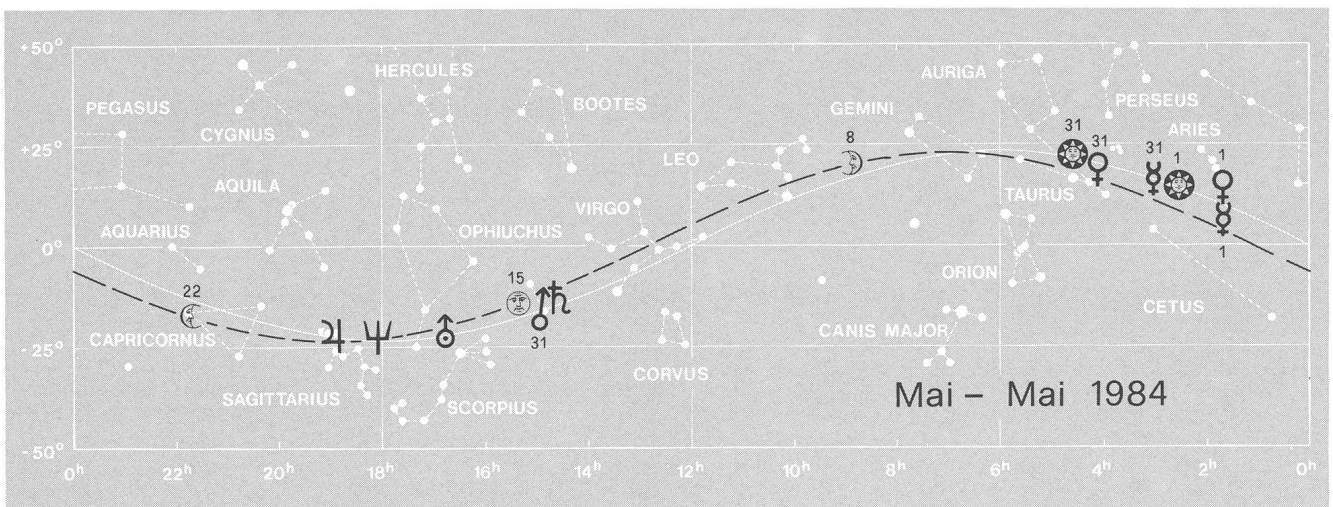 +50°
HERCULES
AURIGA
PEGASUS
BOOTES
GEMINI
PERSEUS
CYGNUS
31
ARIES
+25°
8
31
31
1
1
LEO
AQUILA
TAURUS
VIRGO
AQUARIUS
OPHIUCHUS
0°
1
15
ORION
22
CETUS
CAPRICORNUS
31
CANIS MAJOR
-25°
CORVUS
SAGITTARIUS
SCORPIUS
Mai – Mai 1984
-50°
0h 22h 20h 18h 16h 14h 12h 10h 8h 6h 4h 2h 0h